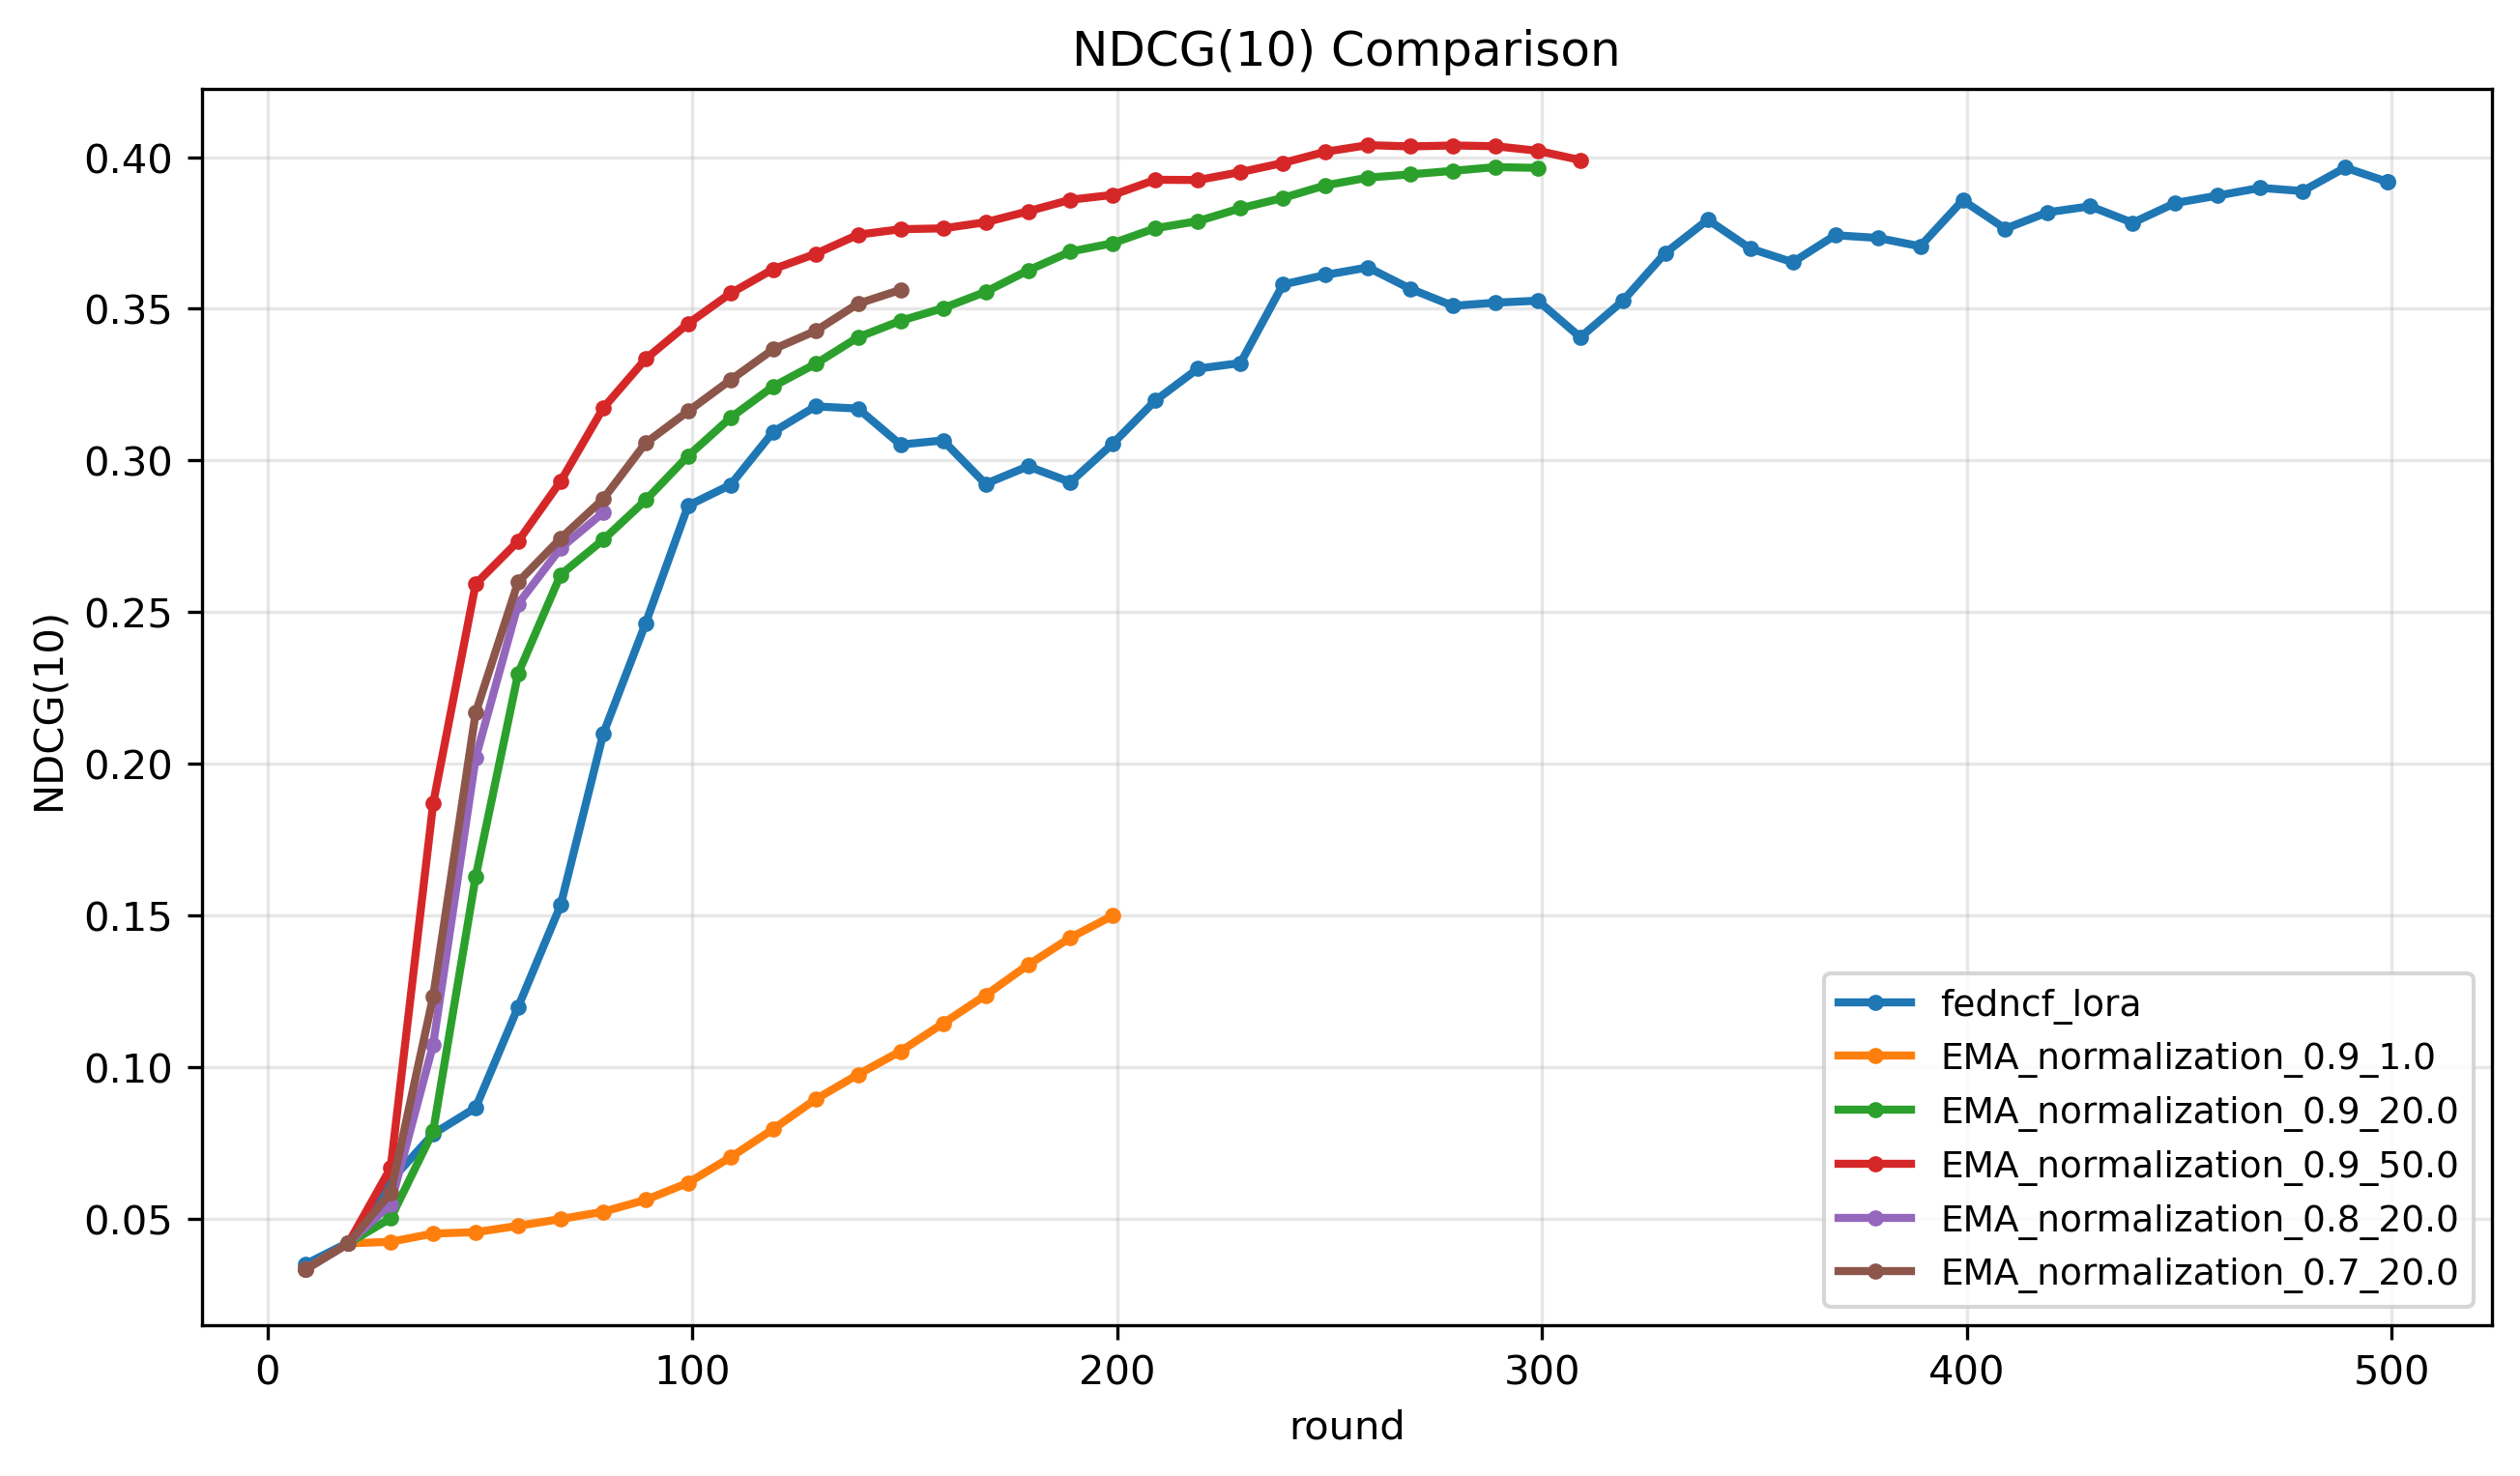 NDCG(10) Comparison
0.40
0.35
0.30
0.25
0.20
0.15
0.10
0.05
NDCG(10)
0
100
200
300
400
500
round
fedncf_lora
EMA_normalization_0.9_1.0
EMA_normalization_0.9_20.0
EMA_normalization_0.9_50.0
EMA_normalization_0.8_20.0
EMA_normalization_0.7_20.0